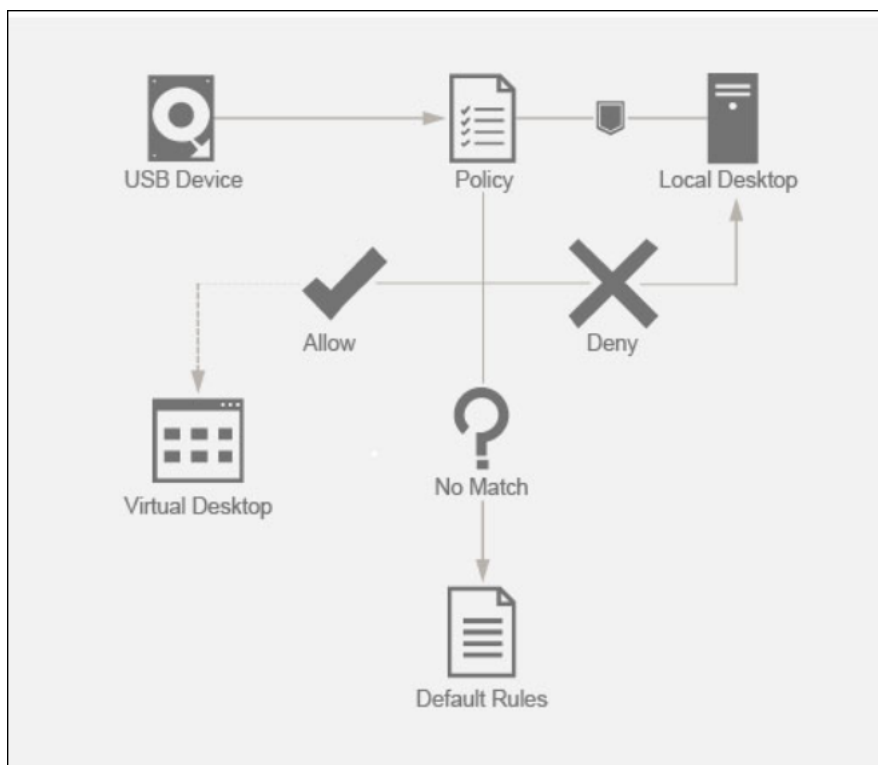 USB Device
Policy
Local Desktop
Allow
Deny
Virtual Desktop
No Match
Default Rules